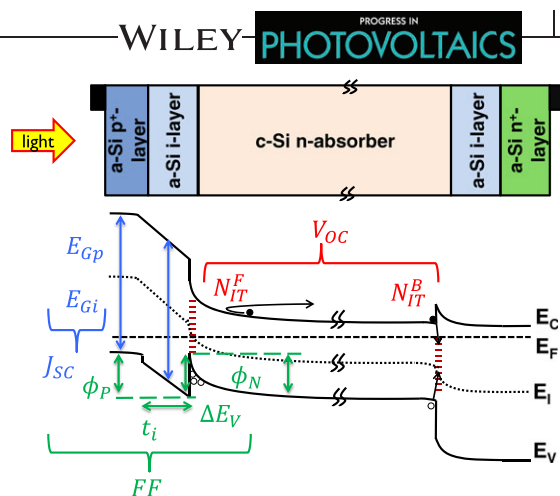 WILEY
PROGRESS IN
PHOTOVOLTAICS
light
a-Si p⁺-
layer
a-Si i-layer
c-Si n-absorber
a-Si i-layer
a-Si n⁺-
layer
V_OC
E_Gp
N_IT^F
N_IT^B
E_Gi
E_C
E_F
J_SC
ϕ_P
ϕ_N
E_I
ΔE_V
t_i
E_V
FF